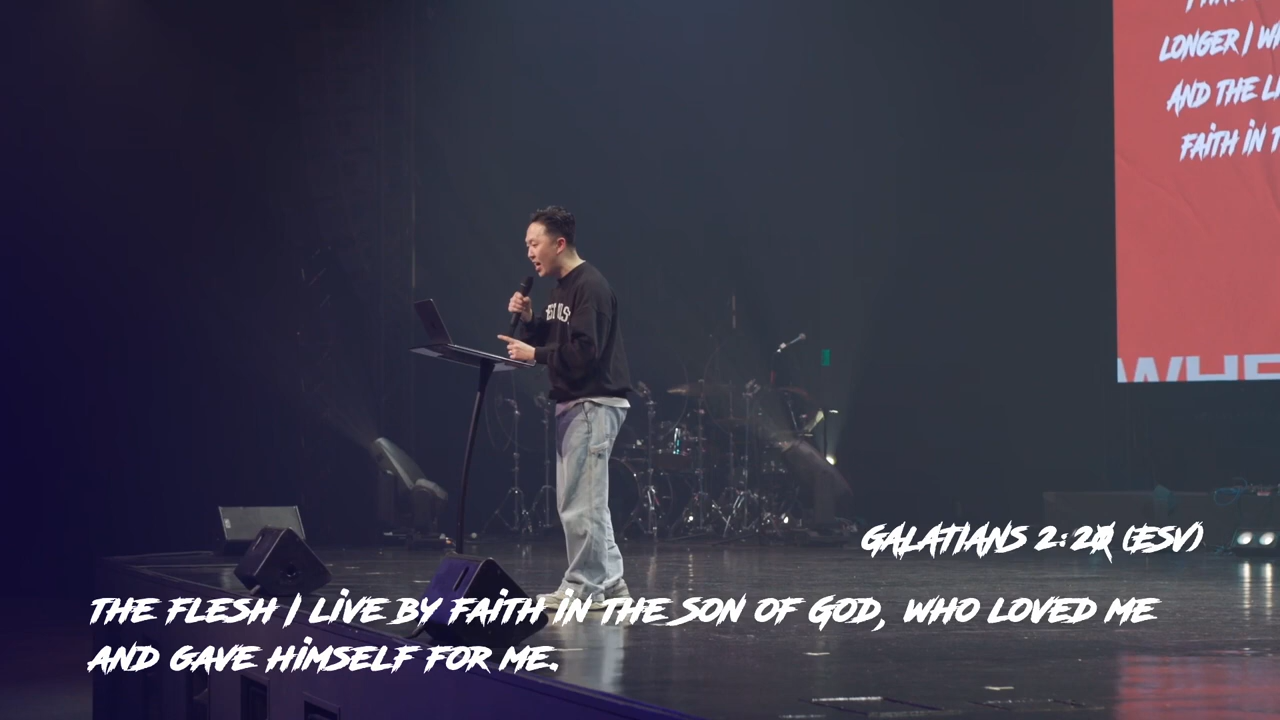 LONGER I
AND THE
FAITH IN
GALATIANS 2:20 (ESV)
THE FLESH I LIVE BY FAITH IN THE SON OF GOD, WHO LOVED ME
AND GAVE HIMSELF FOR ME.